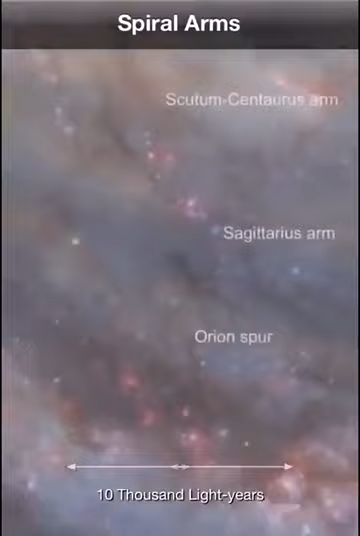 Spiral Arms
Scutum-Centaurus arm
Sagittarius arm
Orion spur
10 Thousand Light-years